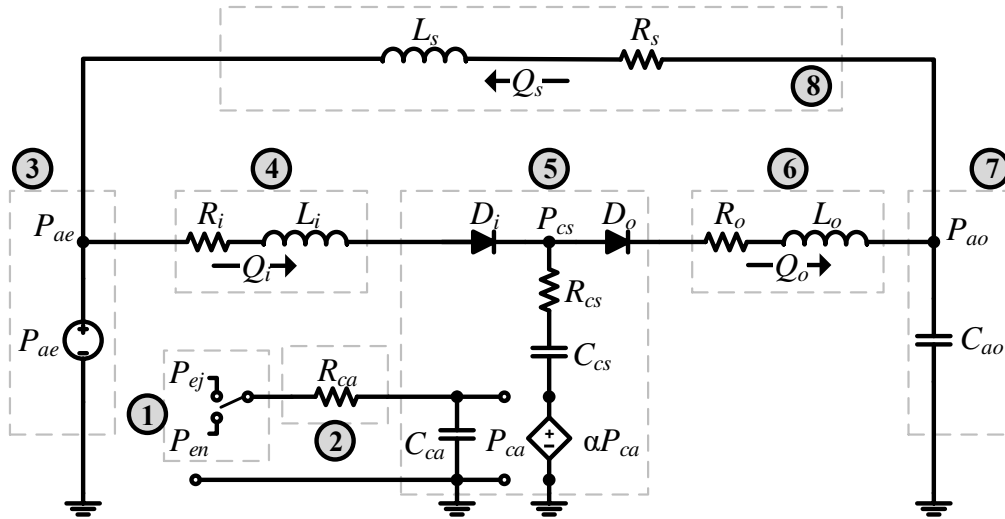 L_s
R_s
Q_s
8
3
4
5
6
7
P_ae
R_i
L_i
D_i
P_cs
D_o
R_o
L_o
P_ao
Q_i
Q_o
R_cs
P_ae
+
-
C_cs
C_ao
P_ej
R_ca
1
P_en
2
C_ca
P_ca
+
-
αP_ca